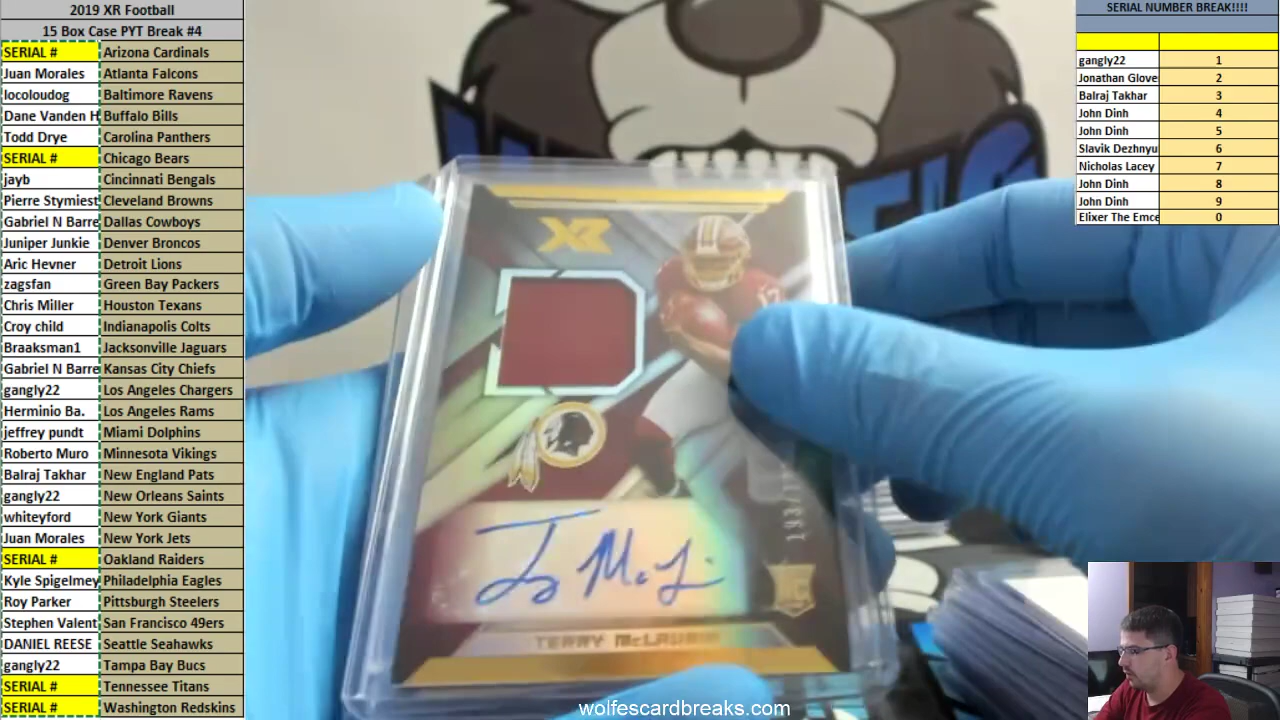 2019 XR Football
15 Box Case PYT Break #4
SERIAL # Arizona Cardinals
Juan Morales Atlanta Falcons
locoloudog Baltimore Ravens
Dane Vanden H Buffalo Bills
Todd Drye Carolina Panthers
SERIAL # Chicago Bears
jayb Cincinnati Bengals
Pierre Stymiest Cleveland Browns
Gabriel N Barre Dallas Cowboys
Juniper Junkie Denver Broncos
Aric Hevner Detroit Lions
zagsfan Green Bay Packers
Chris Miller Houston Texans
Croy child Indianapolis Colts
Braaksman1 Jacksonville Jaguars
Gabriel N Barre Kansas City Chiefs
gangly22 Los Angeles Chargers
Herminio Ba. Los Angeles Rams
jeffrey pundt Miami Dolphins
Roberto Muro Minnesota Vikings
Balraj Takhar New England Pats
gangly22 New Orleans Saints
whiteyford New York Giants
Juan Morales New York Jets
SERIAL # Oakland Raiders
Kyle Spigelmey Philadelphia Eagles
Roy Parker Pittsburgh Steelers
Stephen Valent San Francisco 49ers
DANIEL REESE Seattle Seahawks
gangly22 Tampa Bay Bucs
SERIAL # Tennessee Titans
SERIAL # Washington Redskins
SERIAL NUMBER BREAK!!!!
gangly22 1
Jonathan Glove 2
Balraj Takhar 3
John Dinh 4
John Dinh 5
Slavik Dezhnyu 6
Nicholas Lacey 7
John Dinh 8
John Dinh 9
Elixer The Emce 0
XR
17
193/
RC
TERRY McLAURIN
wolfescardbreaks.com